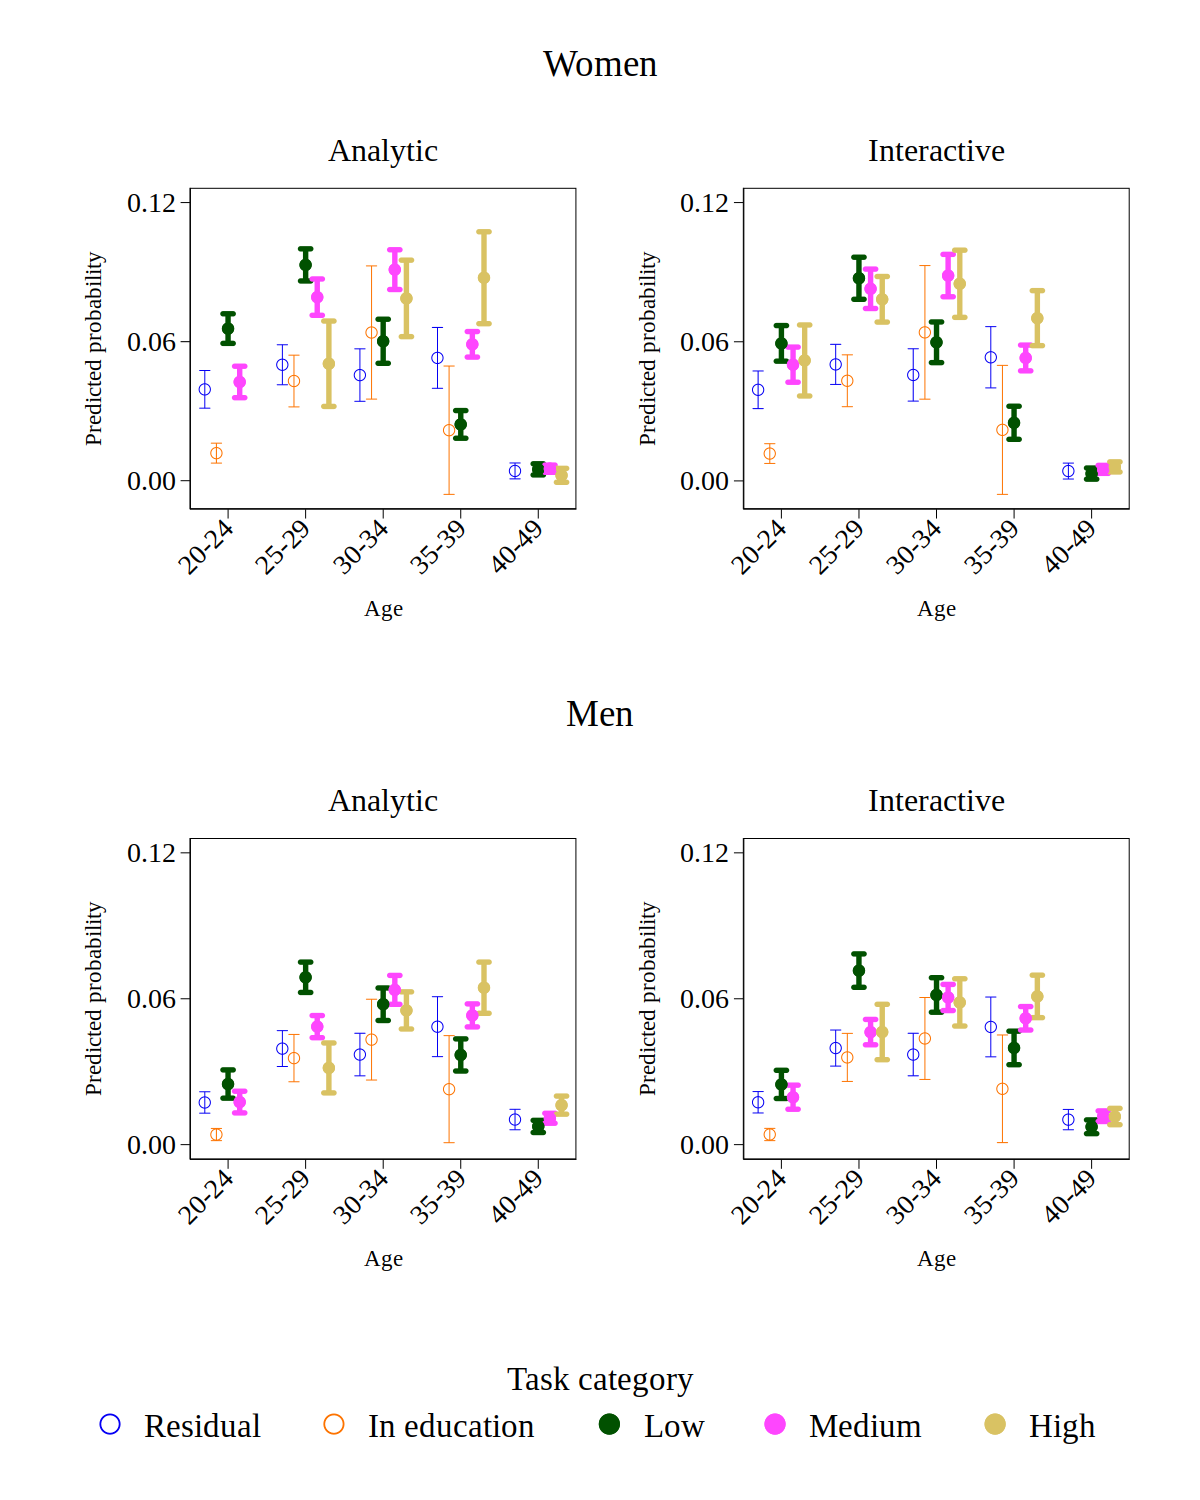 Women
Analytic
Interactive
0.12
0.06
0.00
Predicted probability
20-24
25-29
30-34
35-39
40-49
Age
0.12
0.06
0.00
Predicted probability
20-24
25-29
30-34
35-39
40-49
Age
Men
Analytic
Interactive
0.12
0.06
0.00
Predicted probability
20-24
25-29
30-34
35-39
40-49
Age
0.12
0.06
0.00
Predicted probability
20-24
25-29
30-34
35-39
40-49
Age
Task category
Residual In education Low Medium High